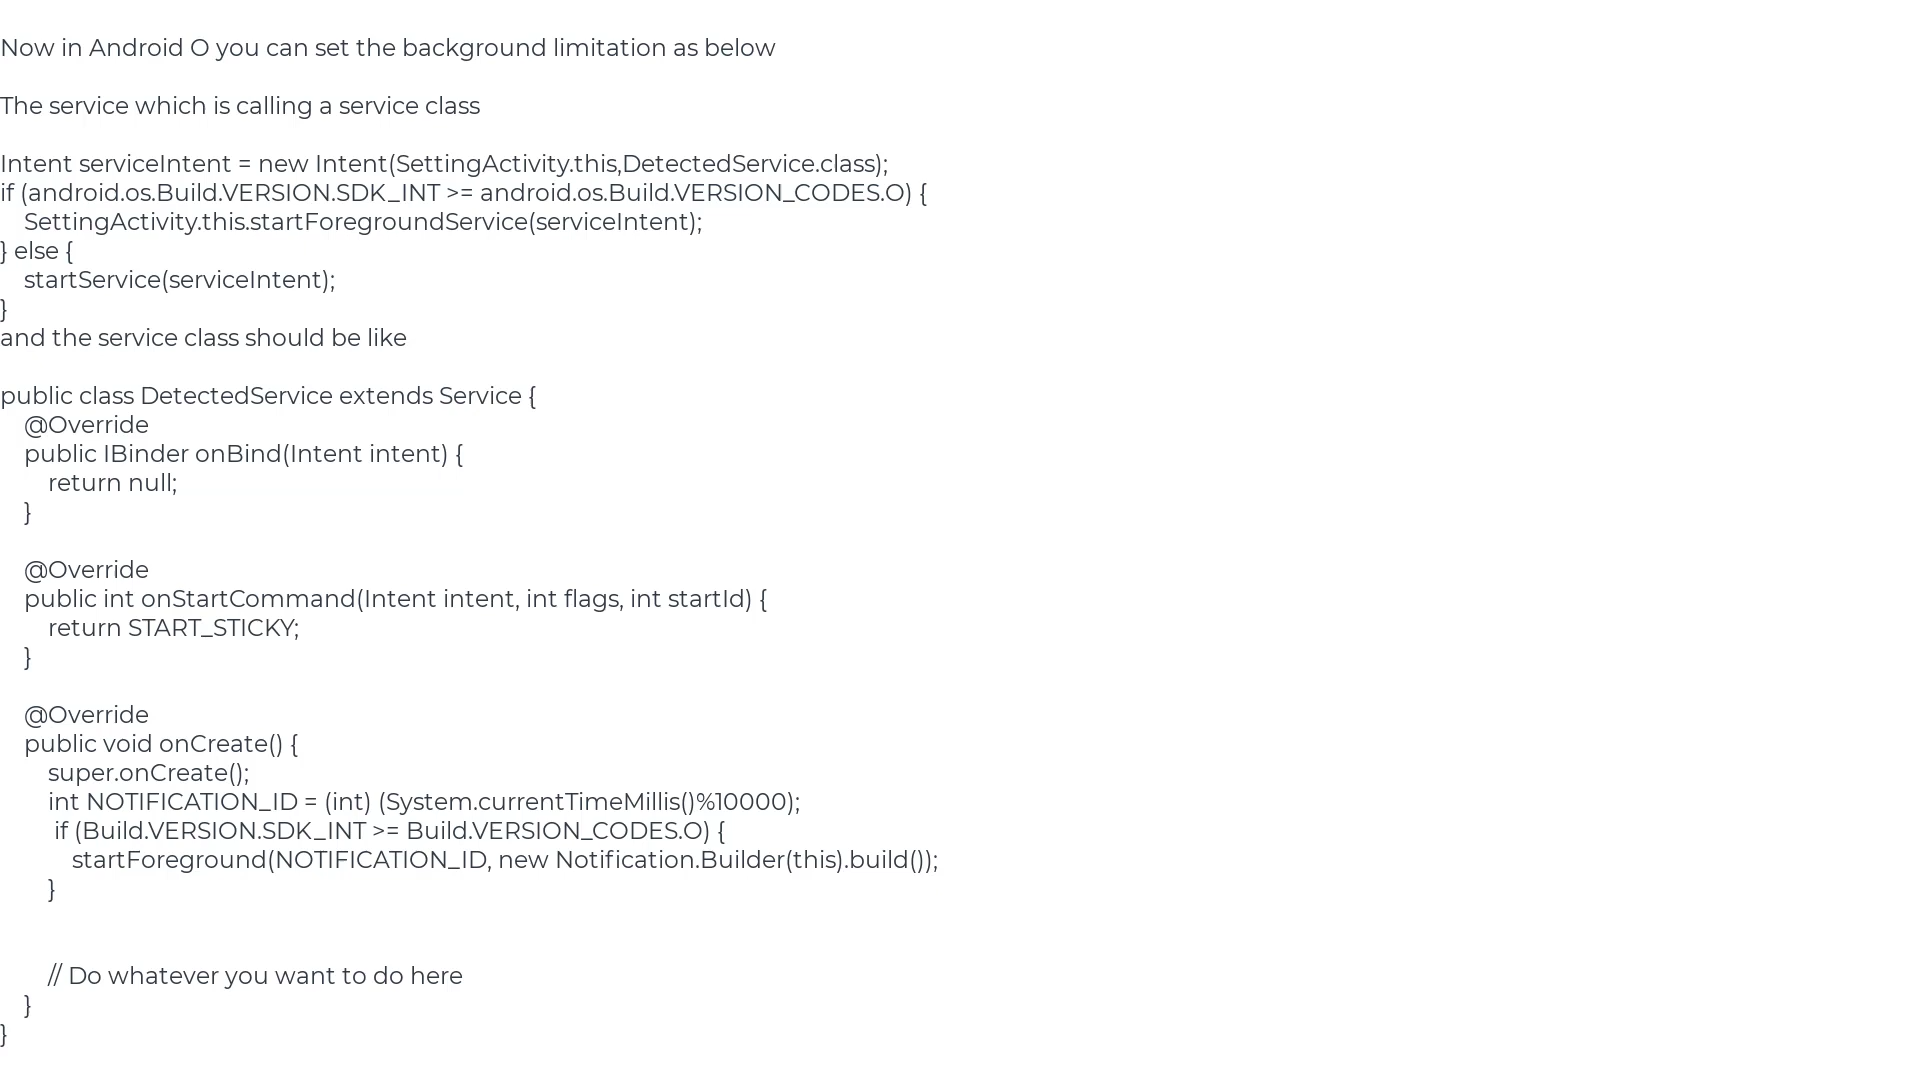 Now in Android O you can set the background limitation as below
The service which is calling a service class
Intent serviceIntent = new Intent(SettingActivity.this,DetectedService.class);
if (android.os.Build.VERSION.SDK_INT >= android.os.Build.VERSION_CODES.O) {
    SettingActivity.this.startForegroundService(serviceIntent);
} else {
    startService(serviceIntent);
}
and the service class should be like
public class DetectedService extends Service {
    @Override
    public IBinder onBind(Intent intent) {
        return null;
    }
    @Override
    public int onStartCommand(Intent intent, int flags, int startId) {
        return START_STICKY;
    }
    @Override
    public void onCreate() {
        super.onCreate();
        int NOTIFICATION_ID = (int) (System.currentTimeMillis()%10000);
         if (Build.VERSION.SDK_INT >= Build.VERSION_CODES.O) {
            startForeground(NOTIFICATION_ID, new Notification.Builder(this).build());
        }
        // Do whatever you want to do here
    }
}